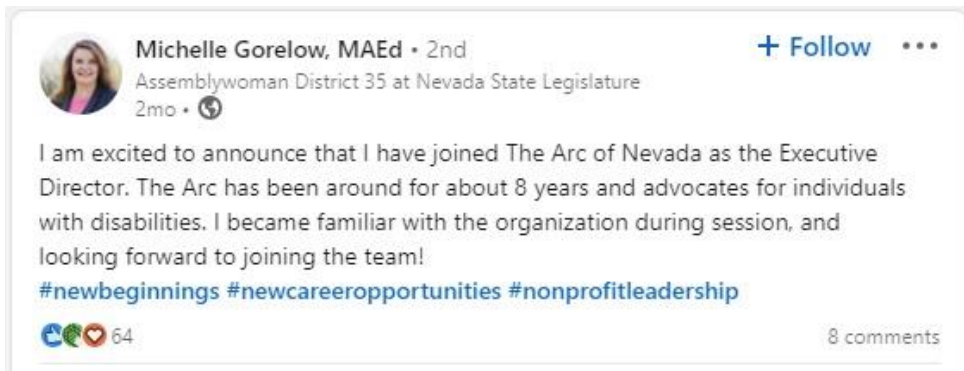 Michelle Gorelow, MAEd • 2nd
+ Follow •••
Assemblywoman District 35 at Nevada State Legislature
2mo •
I am excited to announce that I have joined The Arc of Nevada as the Executive
Director. The Arc has been around for about 8 years and advocates for individuals
with disabilities. I became familiar with the organization during session, and
looking forward to joining the team!
#newbeginnings #newcareeropportunities #nonprofitleadership
64
8 comments